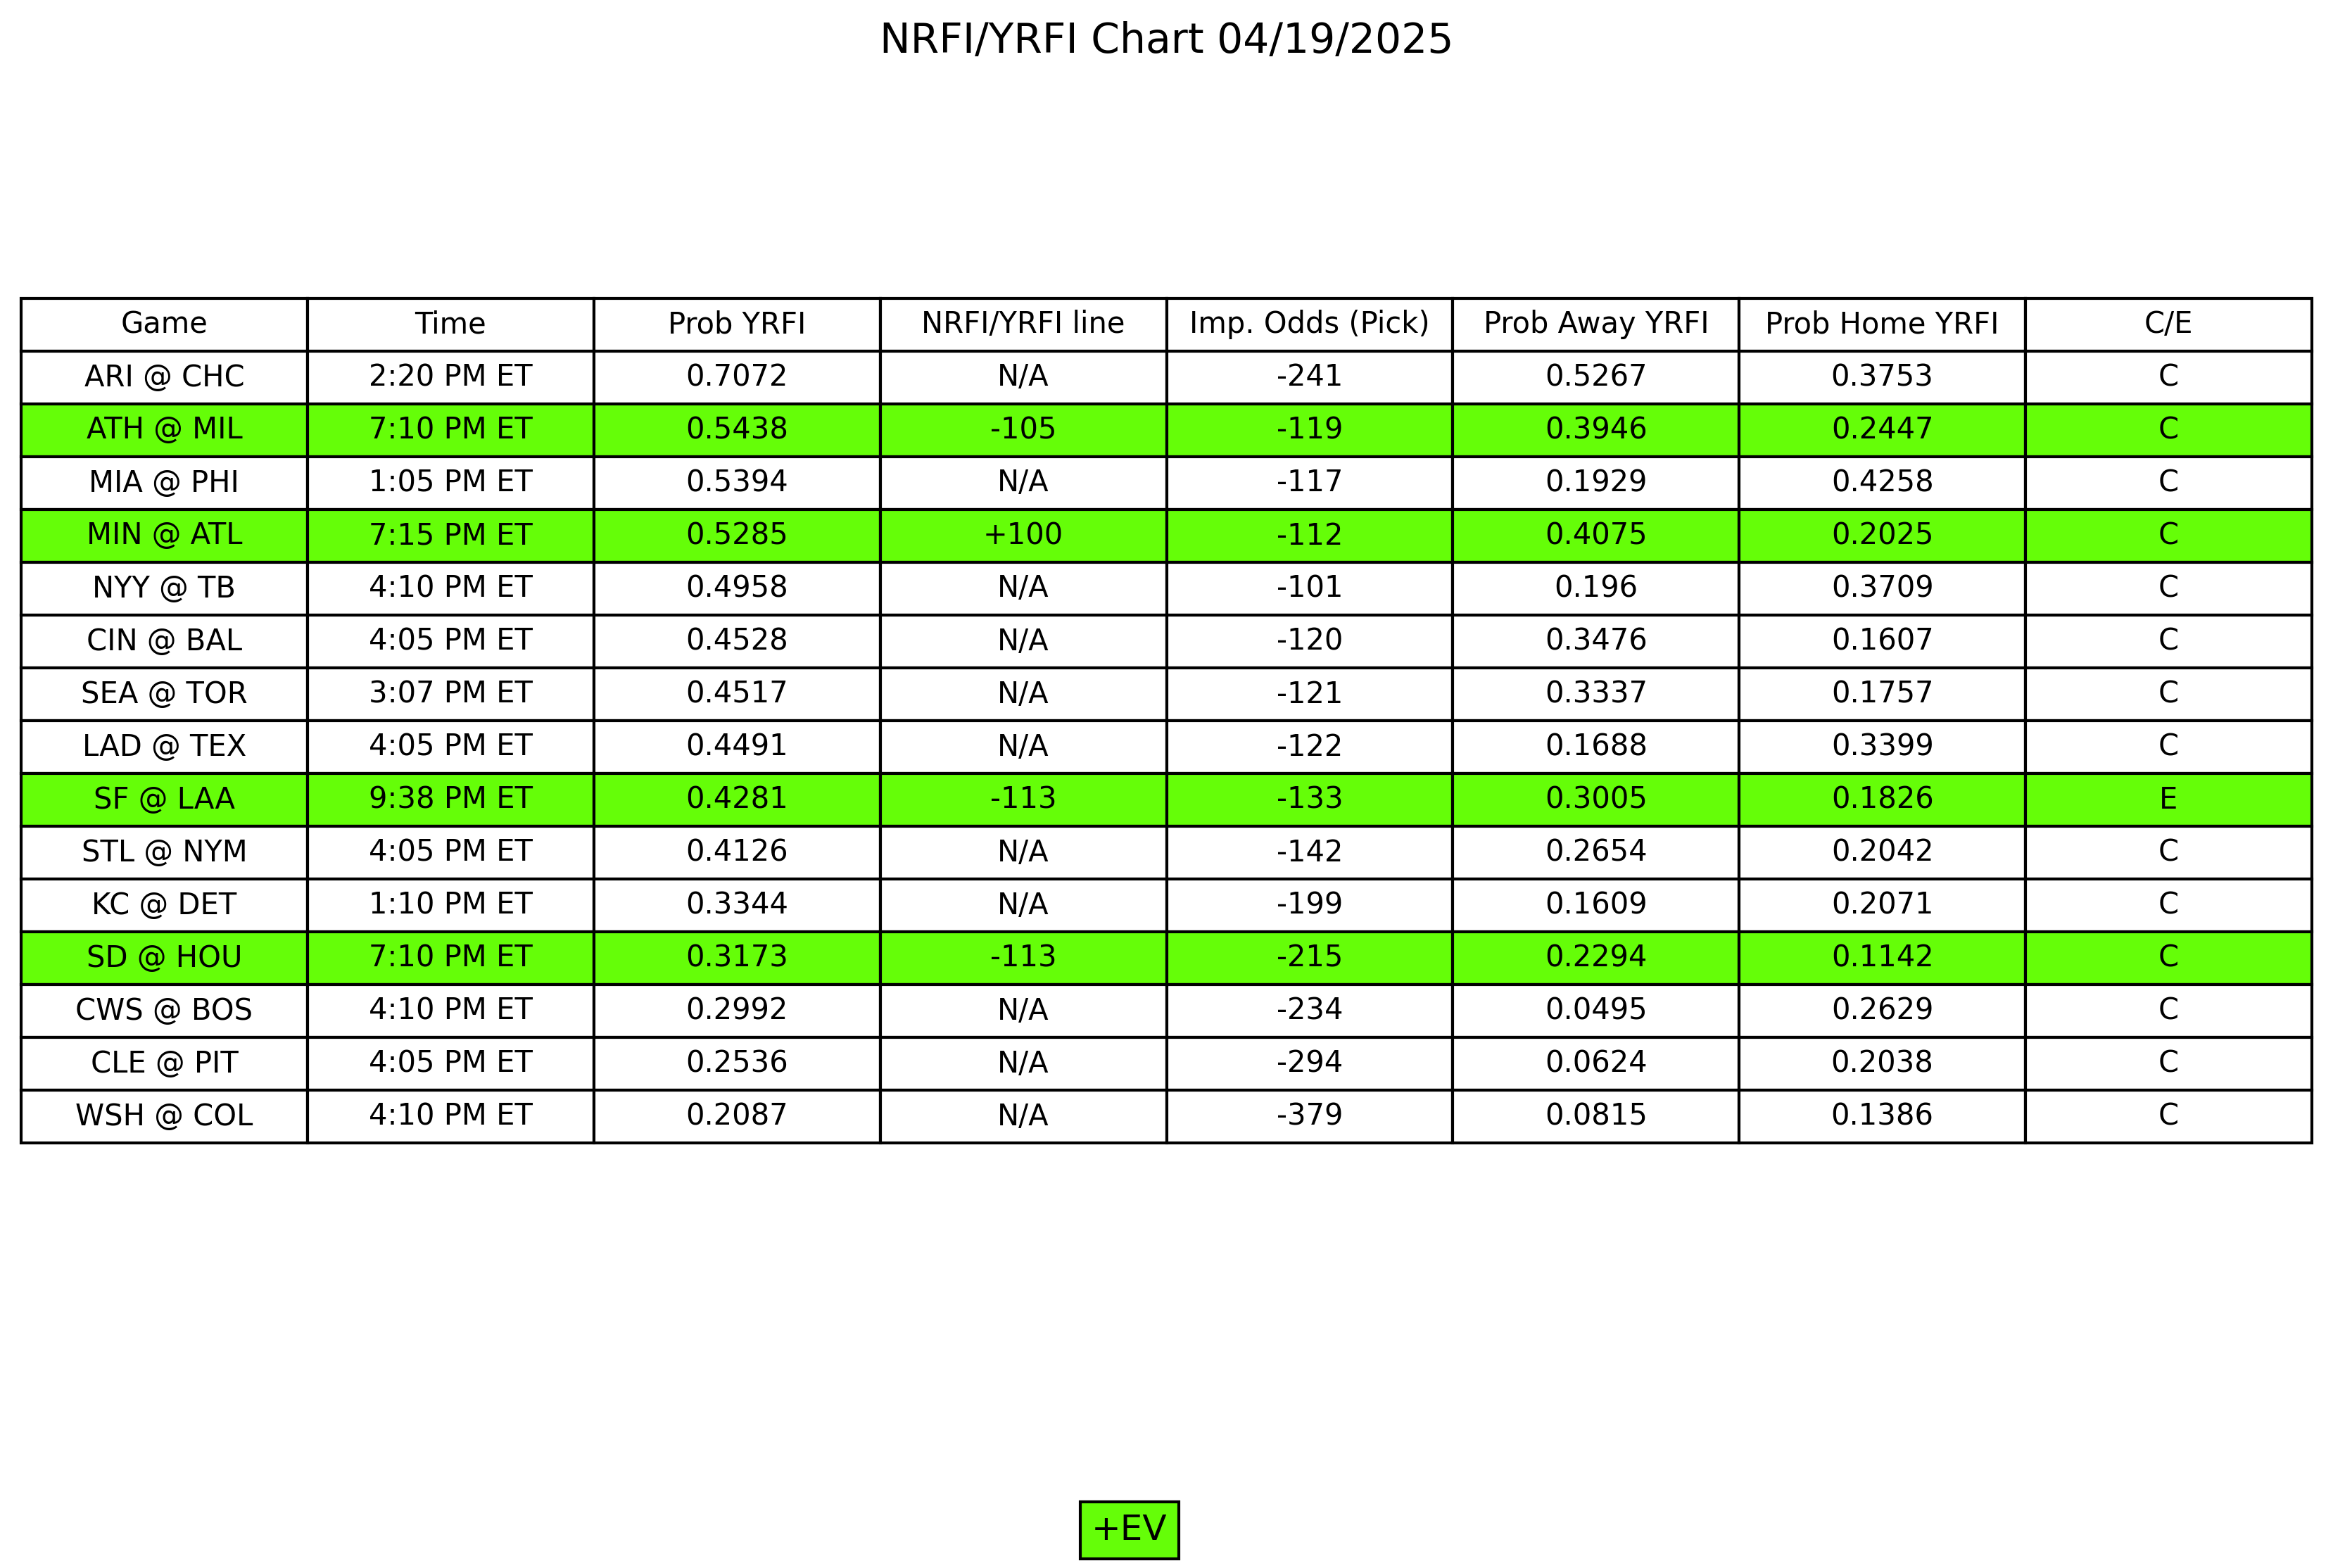 NRFI/YRFI Chart 04/19/2025
Game Time Prob YRFI NRFI/YRFI line Imp. Odds (Pick) Prob Away YRFI Prob Home YRFI C/E
ARI @ CHC 2:20 PM ET 0.7072 N/A -241 0.5267 0.3753 C
ATH @ MIL 7:10 PM ET 0.5438 -105 -119 0.3946 0.2447 C
MIA @ PHI 1:05 PM ET 0.5394 N/A -117 0.1929 0.4258 C
MIN @ ATL 7:15 PM ET 0.5285 +100 -112 0.4075 0.2025 C
NYY @ TB 4:10 PM ET 0.4958 N/A -101 0.196 0.3709 C
CIN @ BAL 4:05 PM ET 0.4528 N/A -120 0.3476 0.1607 C
SEA @ TOR 3:07 PM ET 0.4517 N/A -121 0.3337 0.1757 C
LAD @ TEX 4:05 PM ET 0.4491 N/A -122 0.1688 0.3399 C
SF @ LAA 9:38 PM ET 0.4281 -113 -133 0.3005 0.1826 E
STL @ NYM 4:05 PM ET 0.4126 N/A -142 0.2654 0.2042 C
KC @ DET 1:10 PM ET 0.3344 N/A -199 0.1609 0.2071 C
SD @ HOU 7:10 PM ET 0.3173 -113 -215 0.2294 0.1142 C
CWS @ BOS 4:10 PM ET 0.2992 N/A -234 0.0495 0.2629 C
CLE @ PIT 4:05 PM ET 0.2536 N/A -294 0.0624 0.2038 C
WSH @ COL 4:10 PM ET 0.2087 N/A -379 0.0815 0.1386 C
+EV